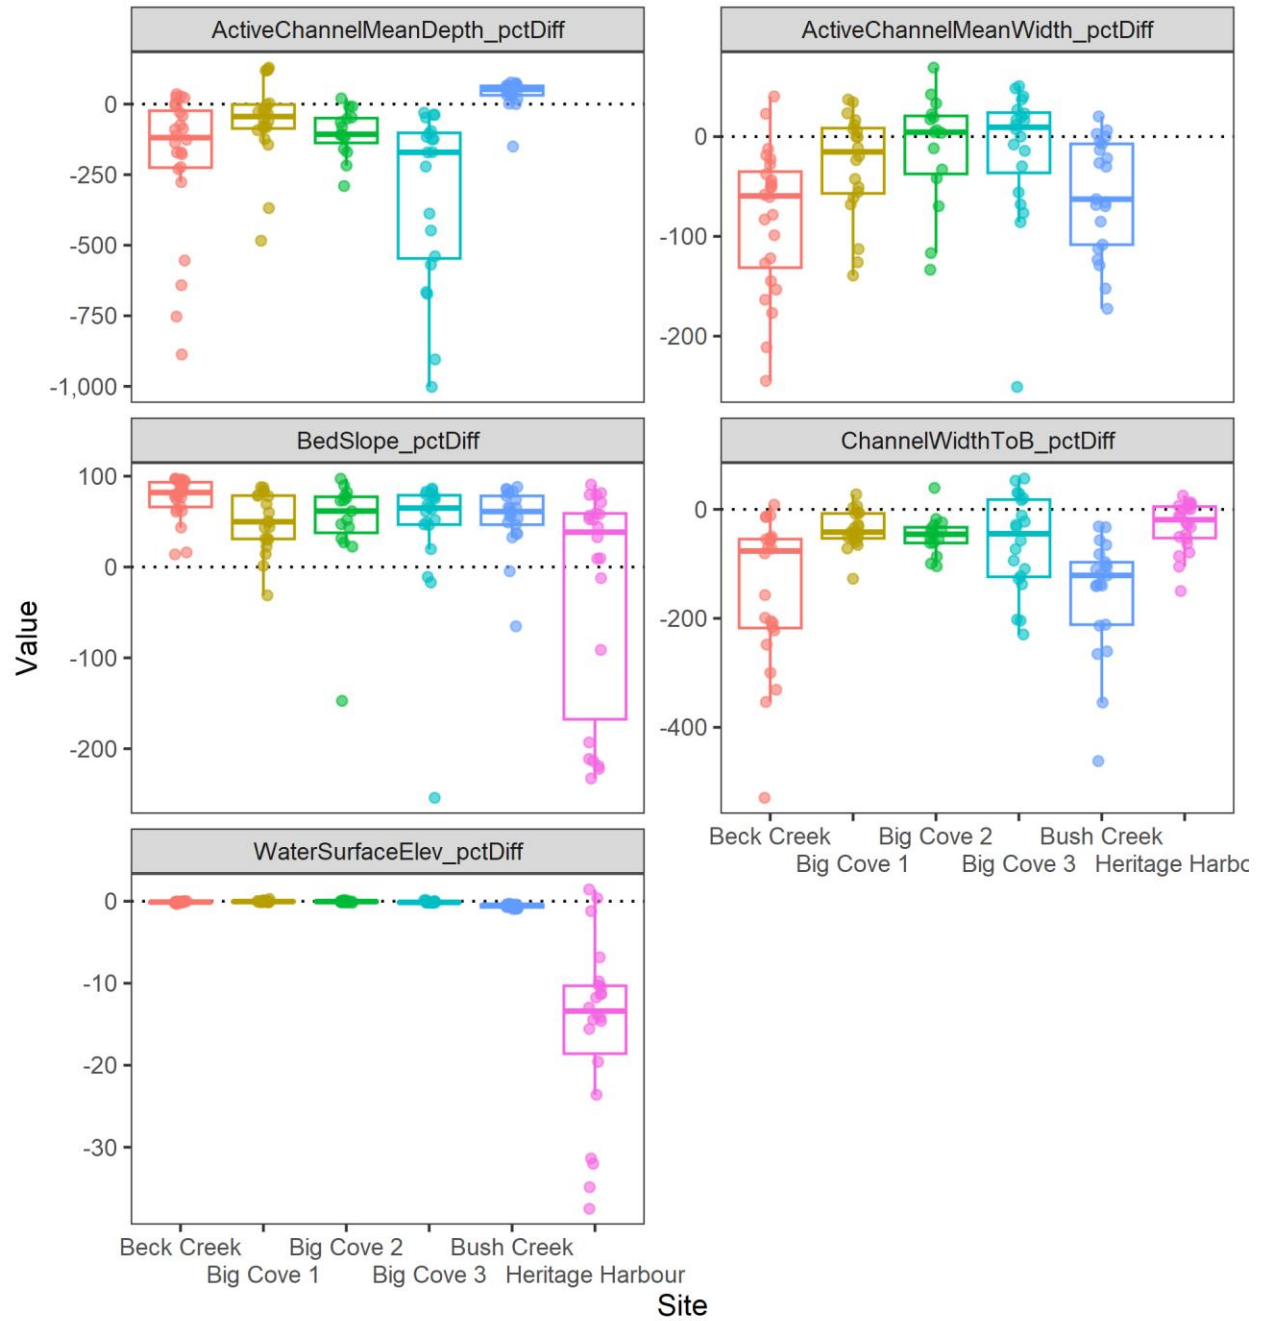 ActiveChannelMeanDepth_pctDiff
ActiveChannelMeanWidth_pctDiff
0
-250
-500
-750
-1,000
0
-100
-200
BedSlope_pctDiff
ChannelWidthToB_pctDiff
100
0
-100
-200
0
-200
-400
Beck Creek
Big Cove 1
Big Cove 2
Big Cove 3
Bush Creek
Heritage Harbo
WaterSurfaceElev_pctDiff
0
-10
-20
-30
Beck Creek
Big Cove 1
Big Cove 2
Big Cove 3
Bush Creek
Heritage Harbour
Value
Site